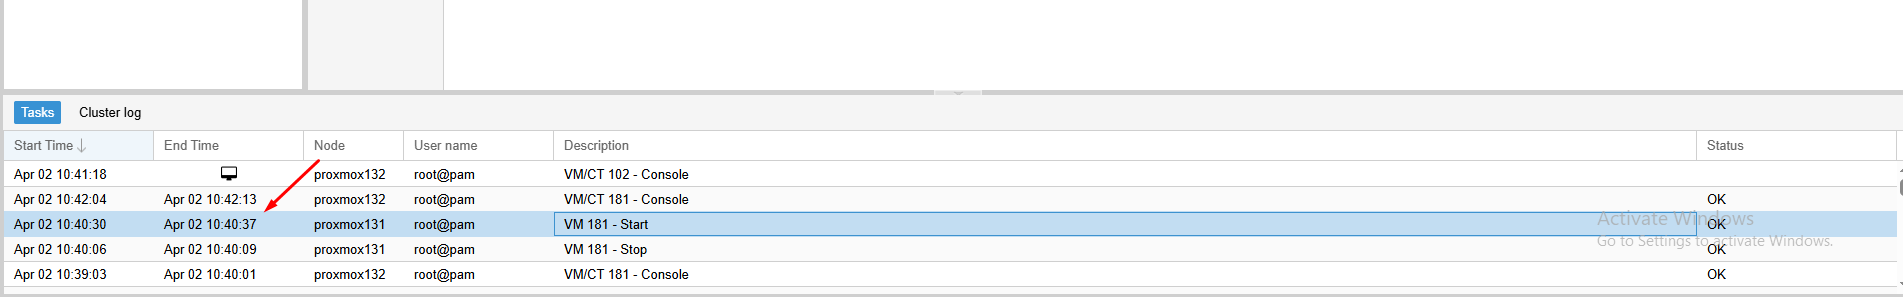 Tasks Cluster log
Start Time End Time Node User name Description Status
Apr 02 10:41:18 proxmox132 root@pam VM/CT 102 - Console
Apr 02 10:42:04 Apr 02 10:42:13 proxmox132 root@pam VM/CT 181 - Console OK
Apr 02 10:40:30 Apr 02 10:40:37 proxmox131 root@pam VM 181 - Start OK
Activate Windows
Apr 02 10:40:06 Apr 02 10:40:09 proxmox131 root@pam VM 181 - Stop OK
Go to Settings to activate Windows.
Apr 02 10:39:03 Apr 02 10:40:01 proxmox132 root@pam VM/CT 181 - Console OK